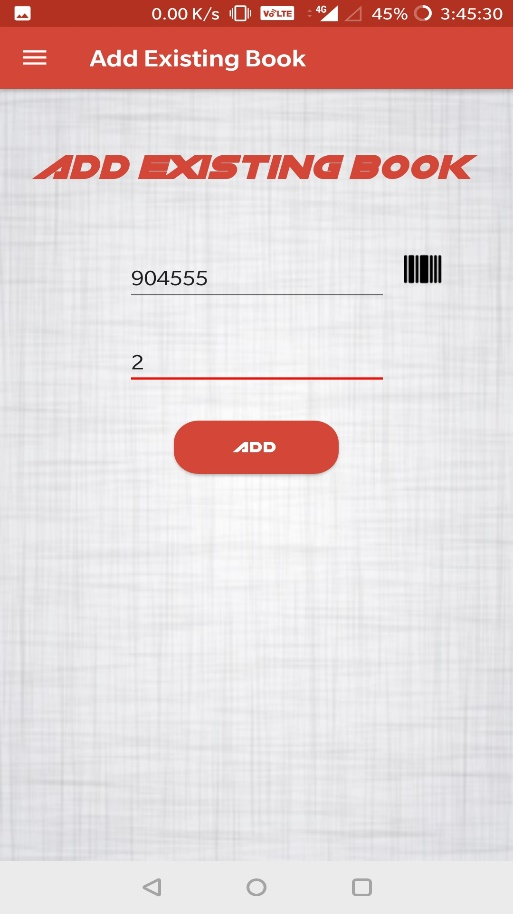 0.00 K/s VoLTE 4G 45% 3:45:30
Add Existing Book
ADD EXISTING BOOK
904555
2
ADD